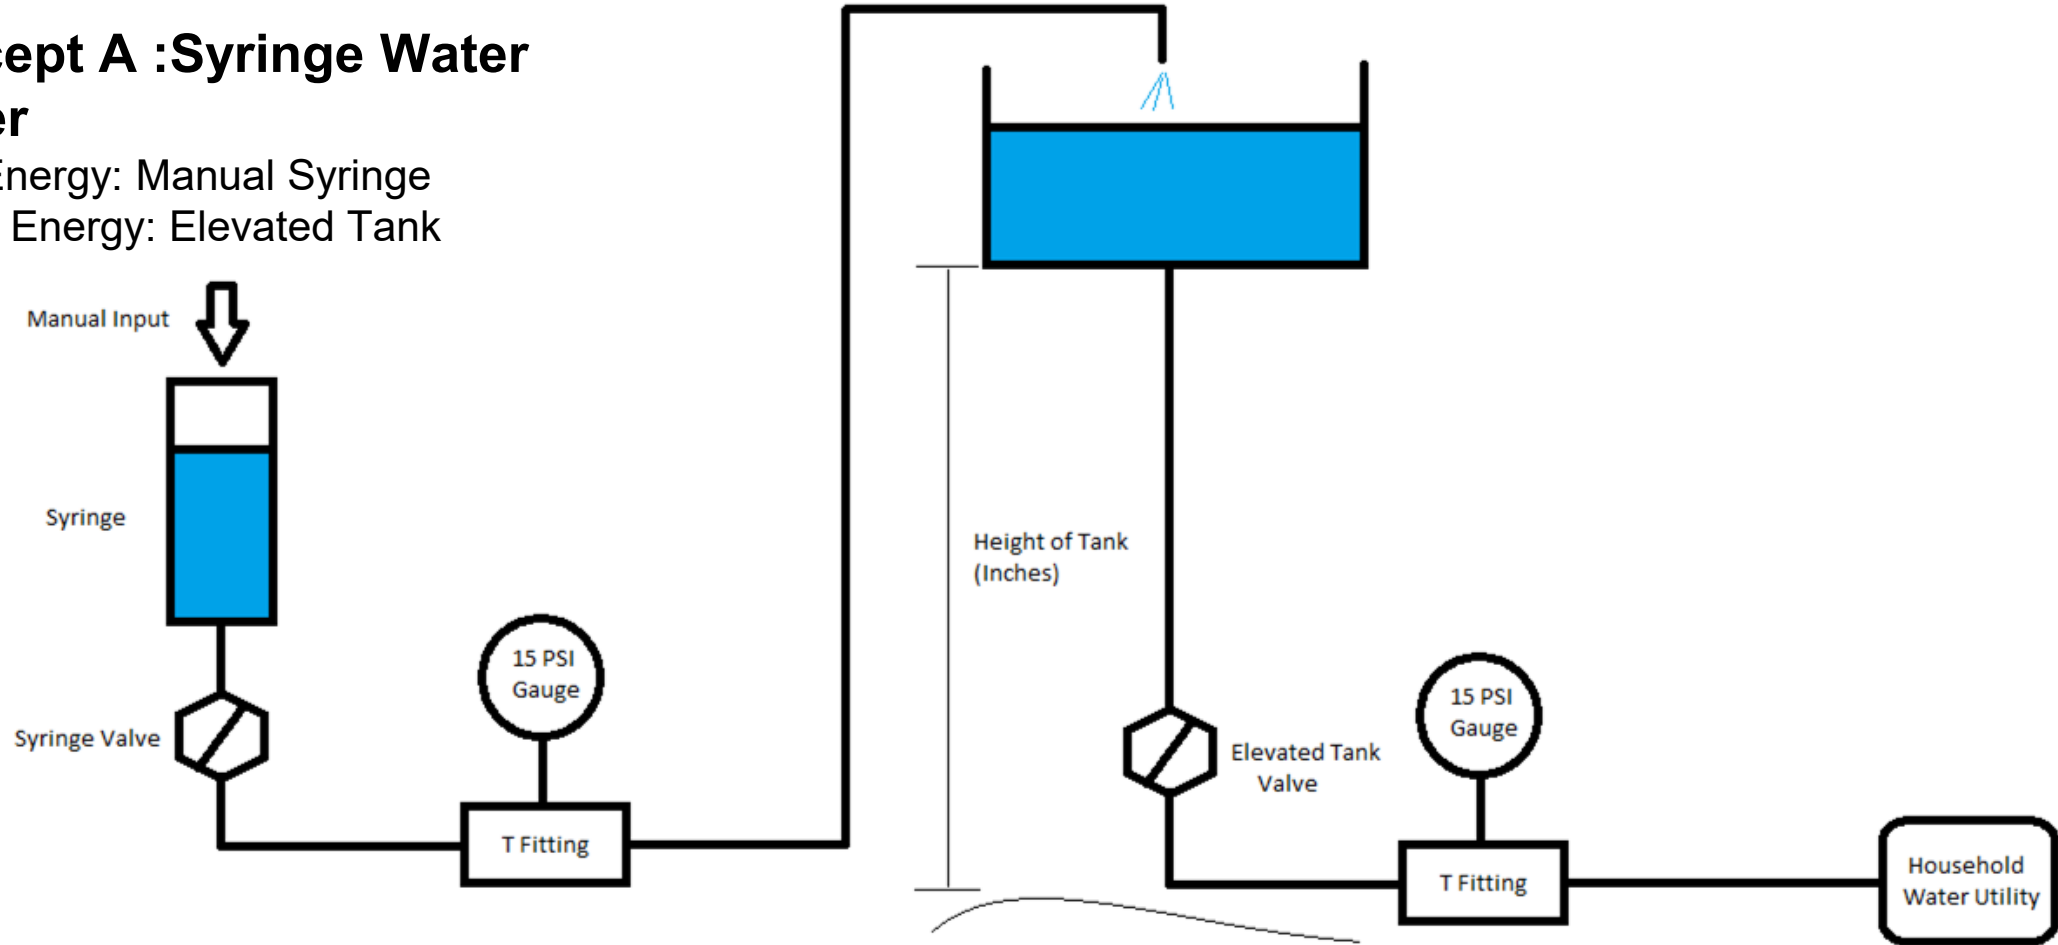 cept A :Syringe Water
er
Energy: Manual Syringe
Energy: Elevated Tank
Manual Input
Syringe
Syringe Valve
15 PSI
Gauge
T Fitting
Height of Tank
(Inches)
Elevated Tank
Valve
15 PSI
Gauge
T Fitting
Household
Water Utility